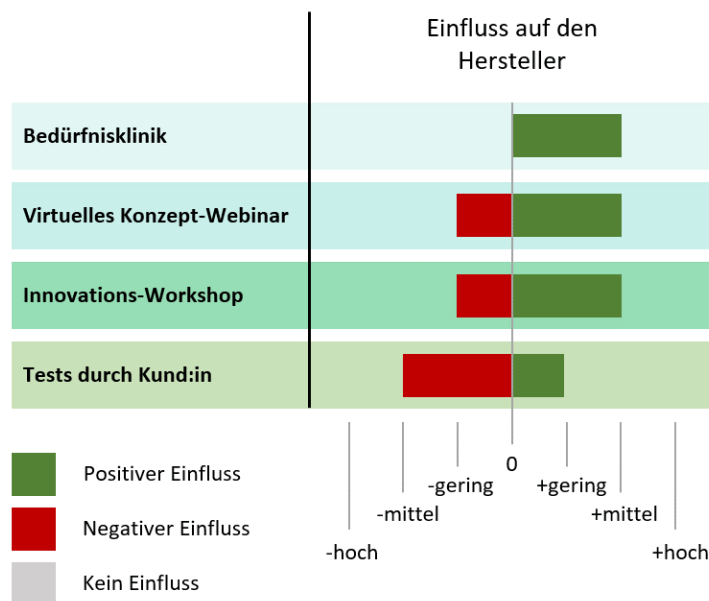 Einfluss auf den
Hersteller
Bedürfnisklinik
Virtuelles Konzept-Webinar
Innovations-Workshop
Tests durch Kund:in
0
-gering
+gering
-mittel
+mittel
-hoch
+hoch
Positiver Einfluss
Negativer Einfluss
Kein Einfluss